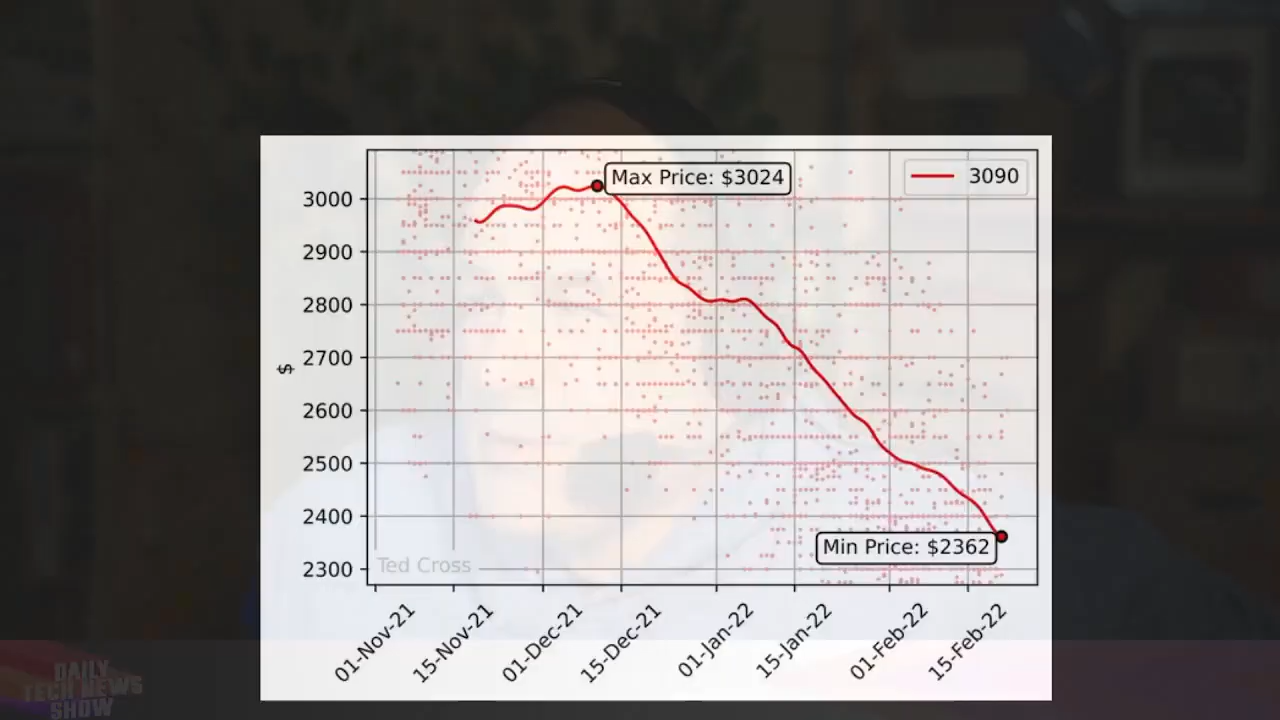 Max Price: $3024
3090
3000
2900
2800
$
2700
2600
2500
2400
Min Price: $2362
2300
Ted Cross
01-Nov-21
15-Nov-21
01-Dec-21
15-Dec-21
01-Jan-22
15-Jan-22
01-Feb-22
15-Feb-22
DAILY
TECH NEWS
SHOW